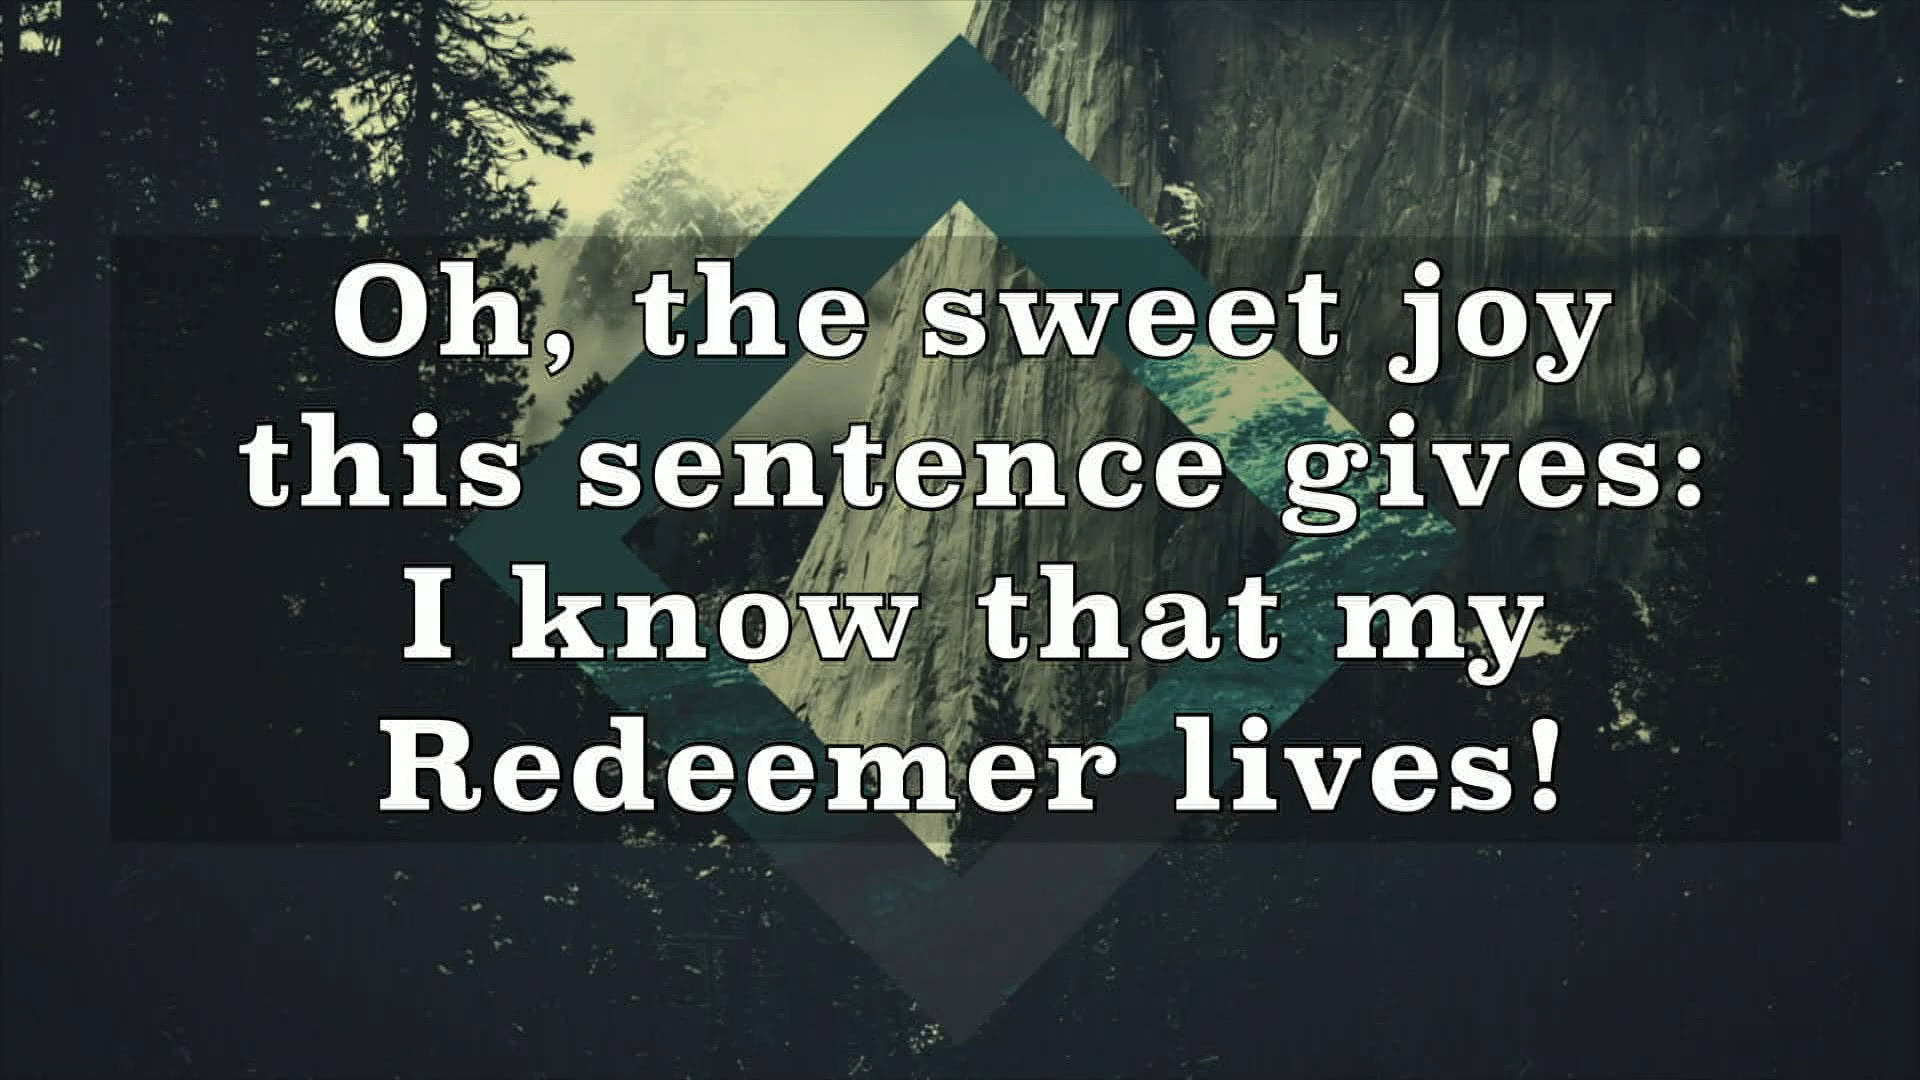 Oh, the sweet joy
this sentence gives:
I know that my
Redeemer lives!